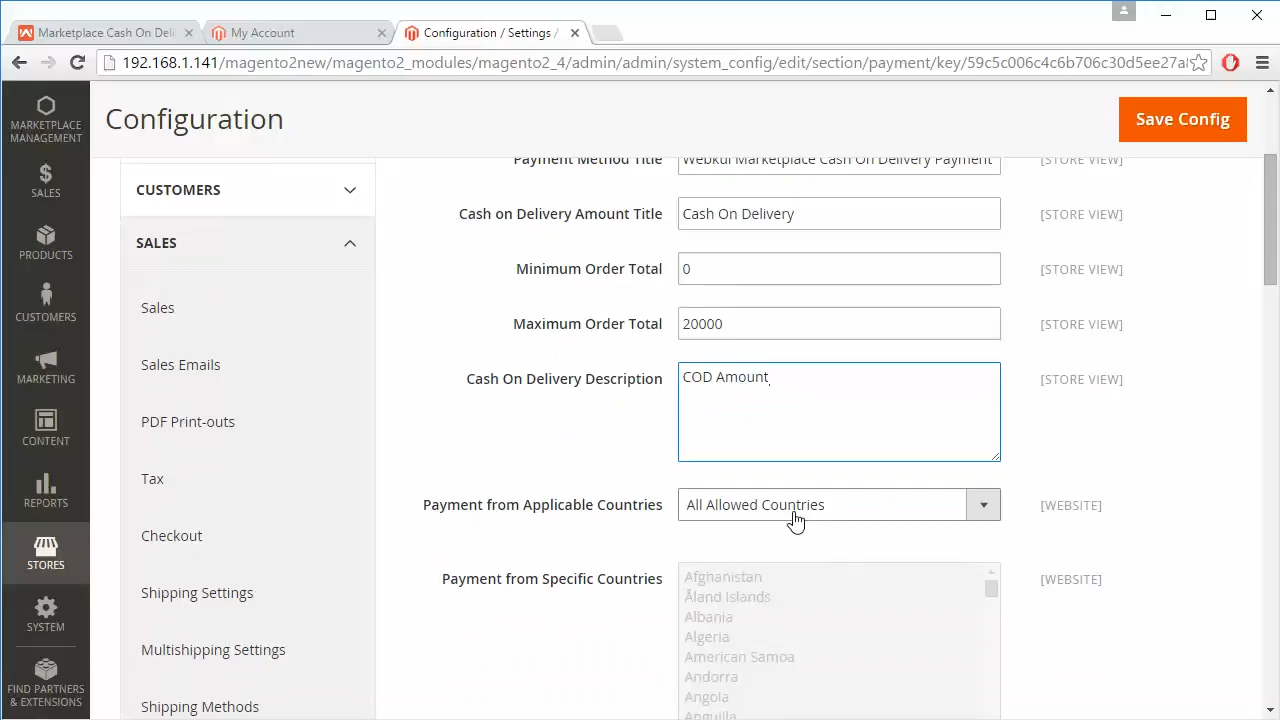 Marketplace Cash On Deli
My Account
Configuration / Settings /
192.168.1.141/magento2new/magento2_modules/magento2_4/admin/admin/system_config/edit/section/payment/key/59c5c006c4c6b706c30d5ee27a
MARKETPLACE
MANAGEMENT
SALES
PRODUCTS
CUSTOMERS
MARKETING
CONTENT
REPORTS
STORES
SYSTEM
FIND PARTNERS
& EXTENSIONS
Configuration
Save Config
CUSTOMERS
SALES
Sales
Sales Emails
PDF Print-outs
Tax
Checkout
Shipping Settings
Multishipping Settings
Shipping Methods
Payment Method Title Webkul Marketplace Cash On Delivery Payment [STORE VIEW]
Cash on Delivery Amount Title Cash On Delivery [STORE VIEW]
Minimum Order Total 0 [STORE VIEW]
Maximum Order Total 20000 [STORE VIEW]
Cash On Delivery Description COD Amount [STORE VIEW]
Payment from Applicable Countries All Allowed Countries [WEBSITE]
Payment from Specific Countries [WEBSITE]
Afghanistan
Åland Islands
Albania
Algeria
American Samoa
Andorra
Angola
Anguilla